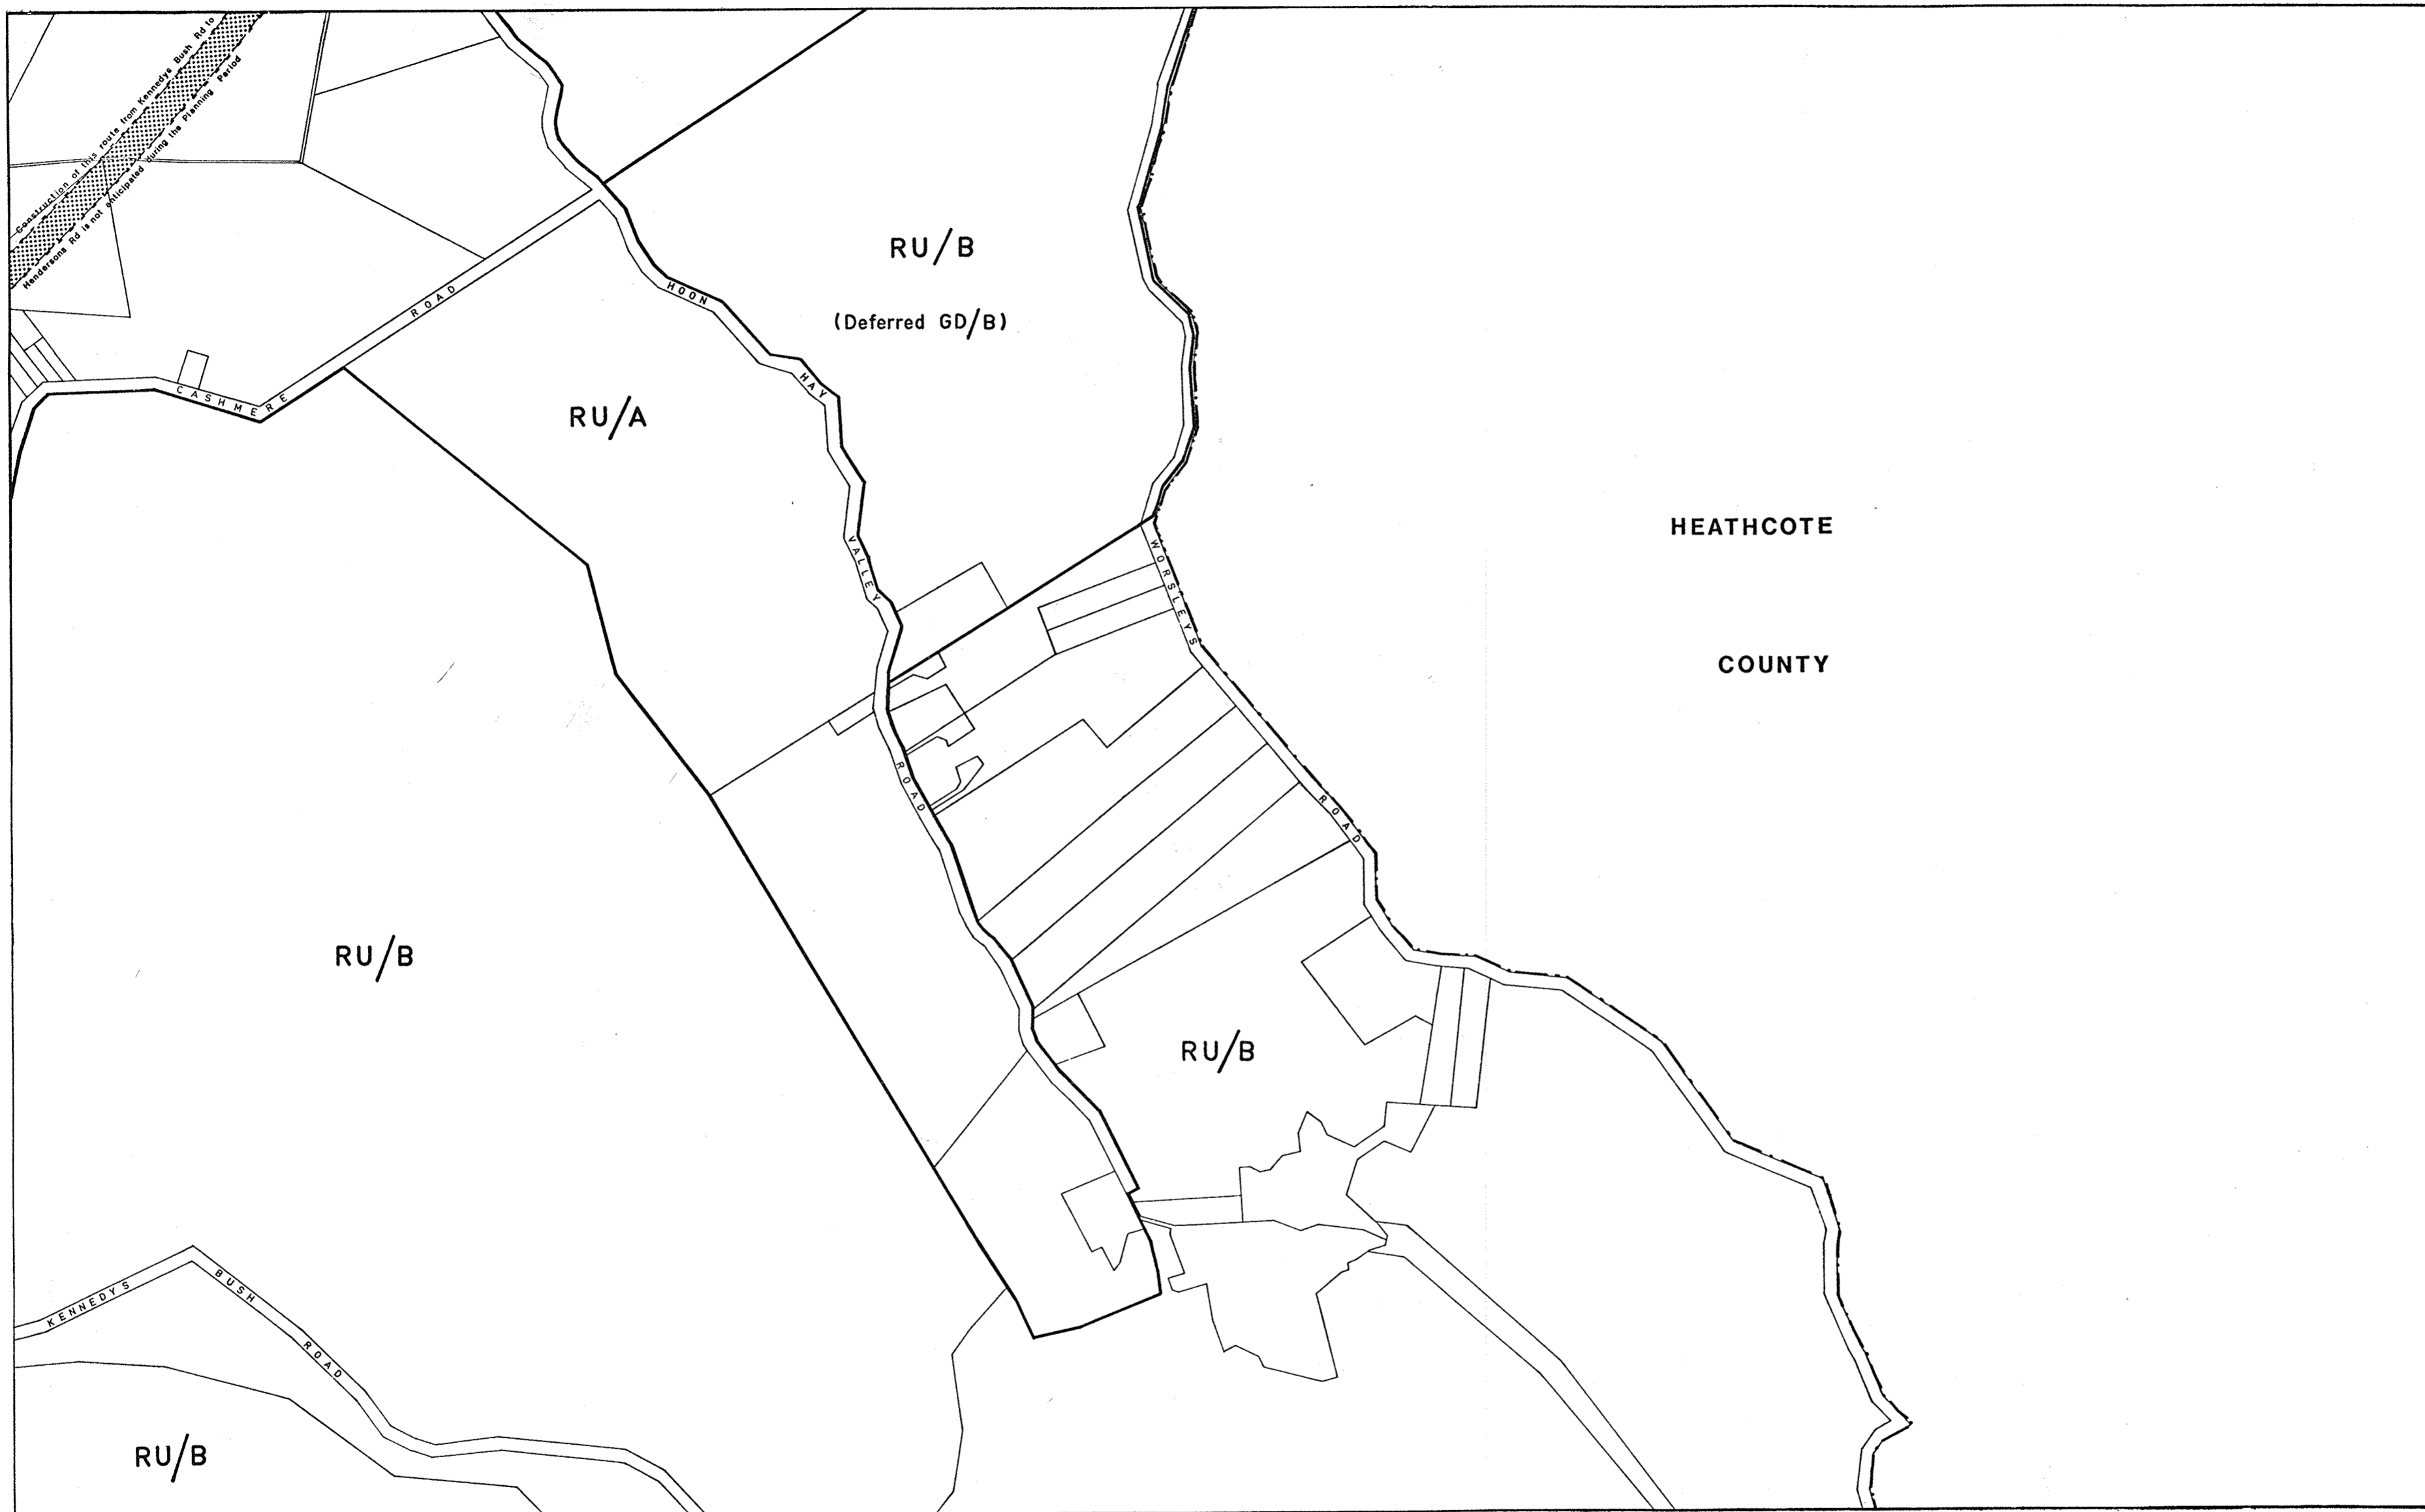 Construction of this route from Kennedys Bush Rd to
Hendersons Rd is not anticipated during the Planning Period
RU/B
(Deferred GD/B)
HOON
HAY
VALLEY
ROAD
CASHMERE
ROAD
RU/A
HEATHCOTE
COUNTY
WORSLEYS
ROAD
RU/B
RU/B
KENNEDYS
BUSH
ROAD
RU/B